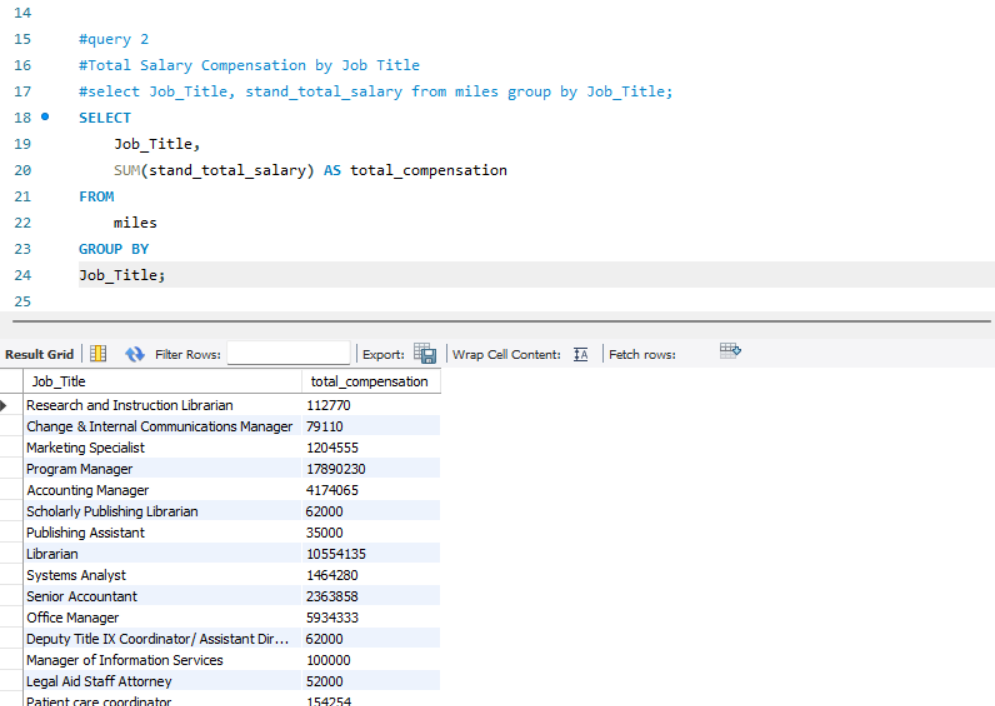 14
15 #query 2
16 #Total Salary Compensation by Job Title
17 #select Job_Title, stand_total_salary from miles group by Job_Title;
18 SELECT
19 Job_Title,
20 SUM(stand_total_salary) AS total_compensation
21 FROM
22 miles
23 GROUP BY
24 Job_Title;
25
Result Grid Filter Rows: Export: Wrap Cell Content: IA Fetch rows:
Job_Title total_compensation
Research and Instruction Librarian 112770
Change & Internal Communications Manager 79110
Marketing Specialist 1204555
Program Manager 17890230
Accounting Manager 4174065
Scholarly Publishing Librarian 62000
Publishing Assistant 35000
Librarian 10554135
Systems Analyst 1464280
Senior Accountant 2363858
Office Manager 5934333
Deputy Title IX Coordinator/ Assistant Dir... 62000
Manager of Information Services 100000
Legal Aid Staff Attorney 52000
Patient care coordinator 154254